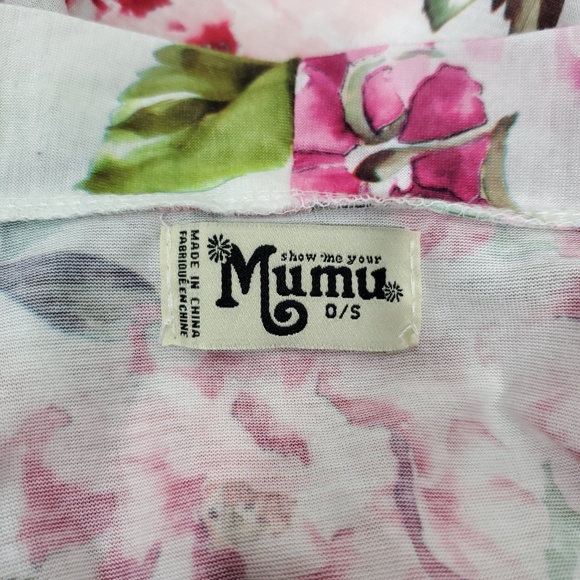 show me your
Mumu
O/S
MADE IN CHINA
FABRIQUÉ EN CHINE